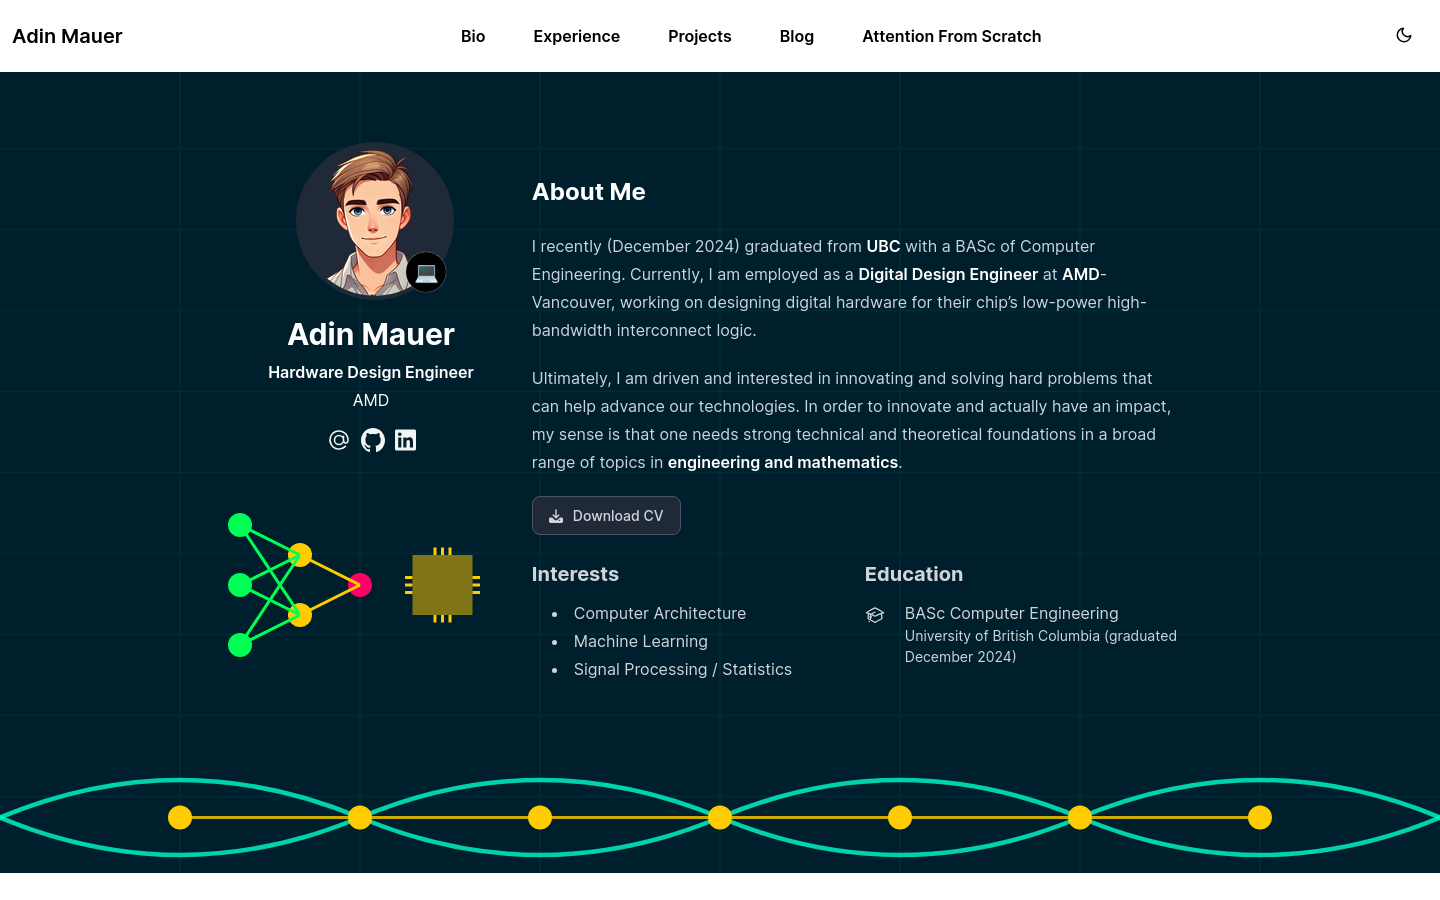 Adin Mauer
Bio
Experience
Projects
Blog
Attention From Scratch
Adin Mauer
Hardware Design Engineer
AMD
About Me
I recently (December 2024) graduated from UBC with a BASc of Computer
Engineering. Currently, I am employed as a Digital Design Engineer at AMD-
Vancouver, working on designing digital hardware for their chip’s low-power high-
bandwidth interconnect logic.
Ultimately, I am driven and interested in innovating and solving hard problems that
can help advance our technologies. In order to innovate and actually have an impact,
my sense is that one needs strong technical and theoretical foundations in a broad
range of topics in engineering and mathematics.
Download CV
Interests
Computer Architecture
Machine Learning
Signal Processing / Statistics
Education
BASc Computer Engineering
University of British Columbia (graduated
December 2024)